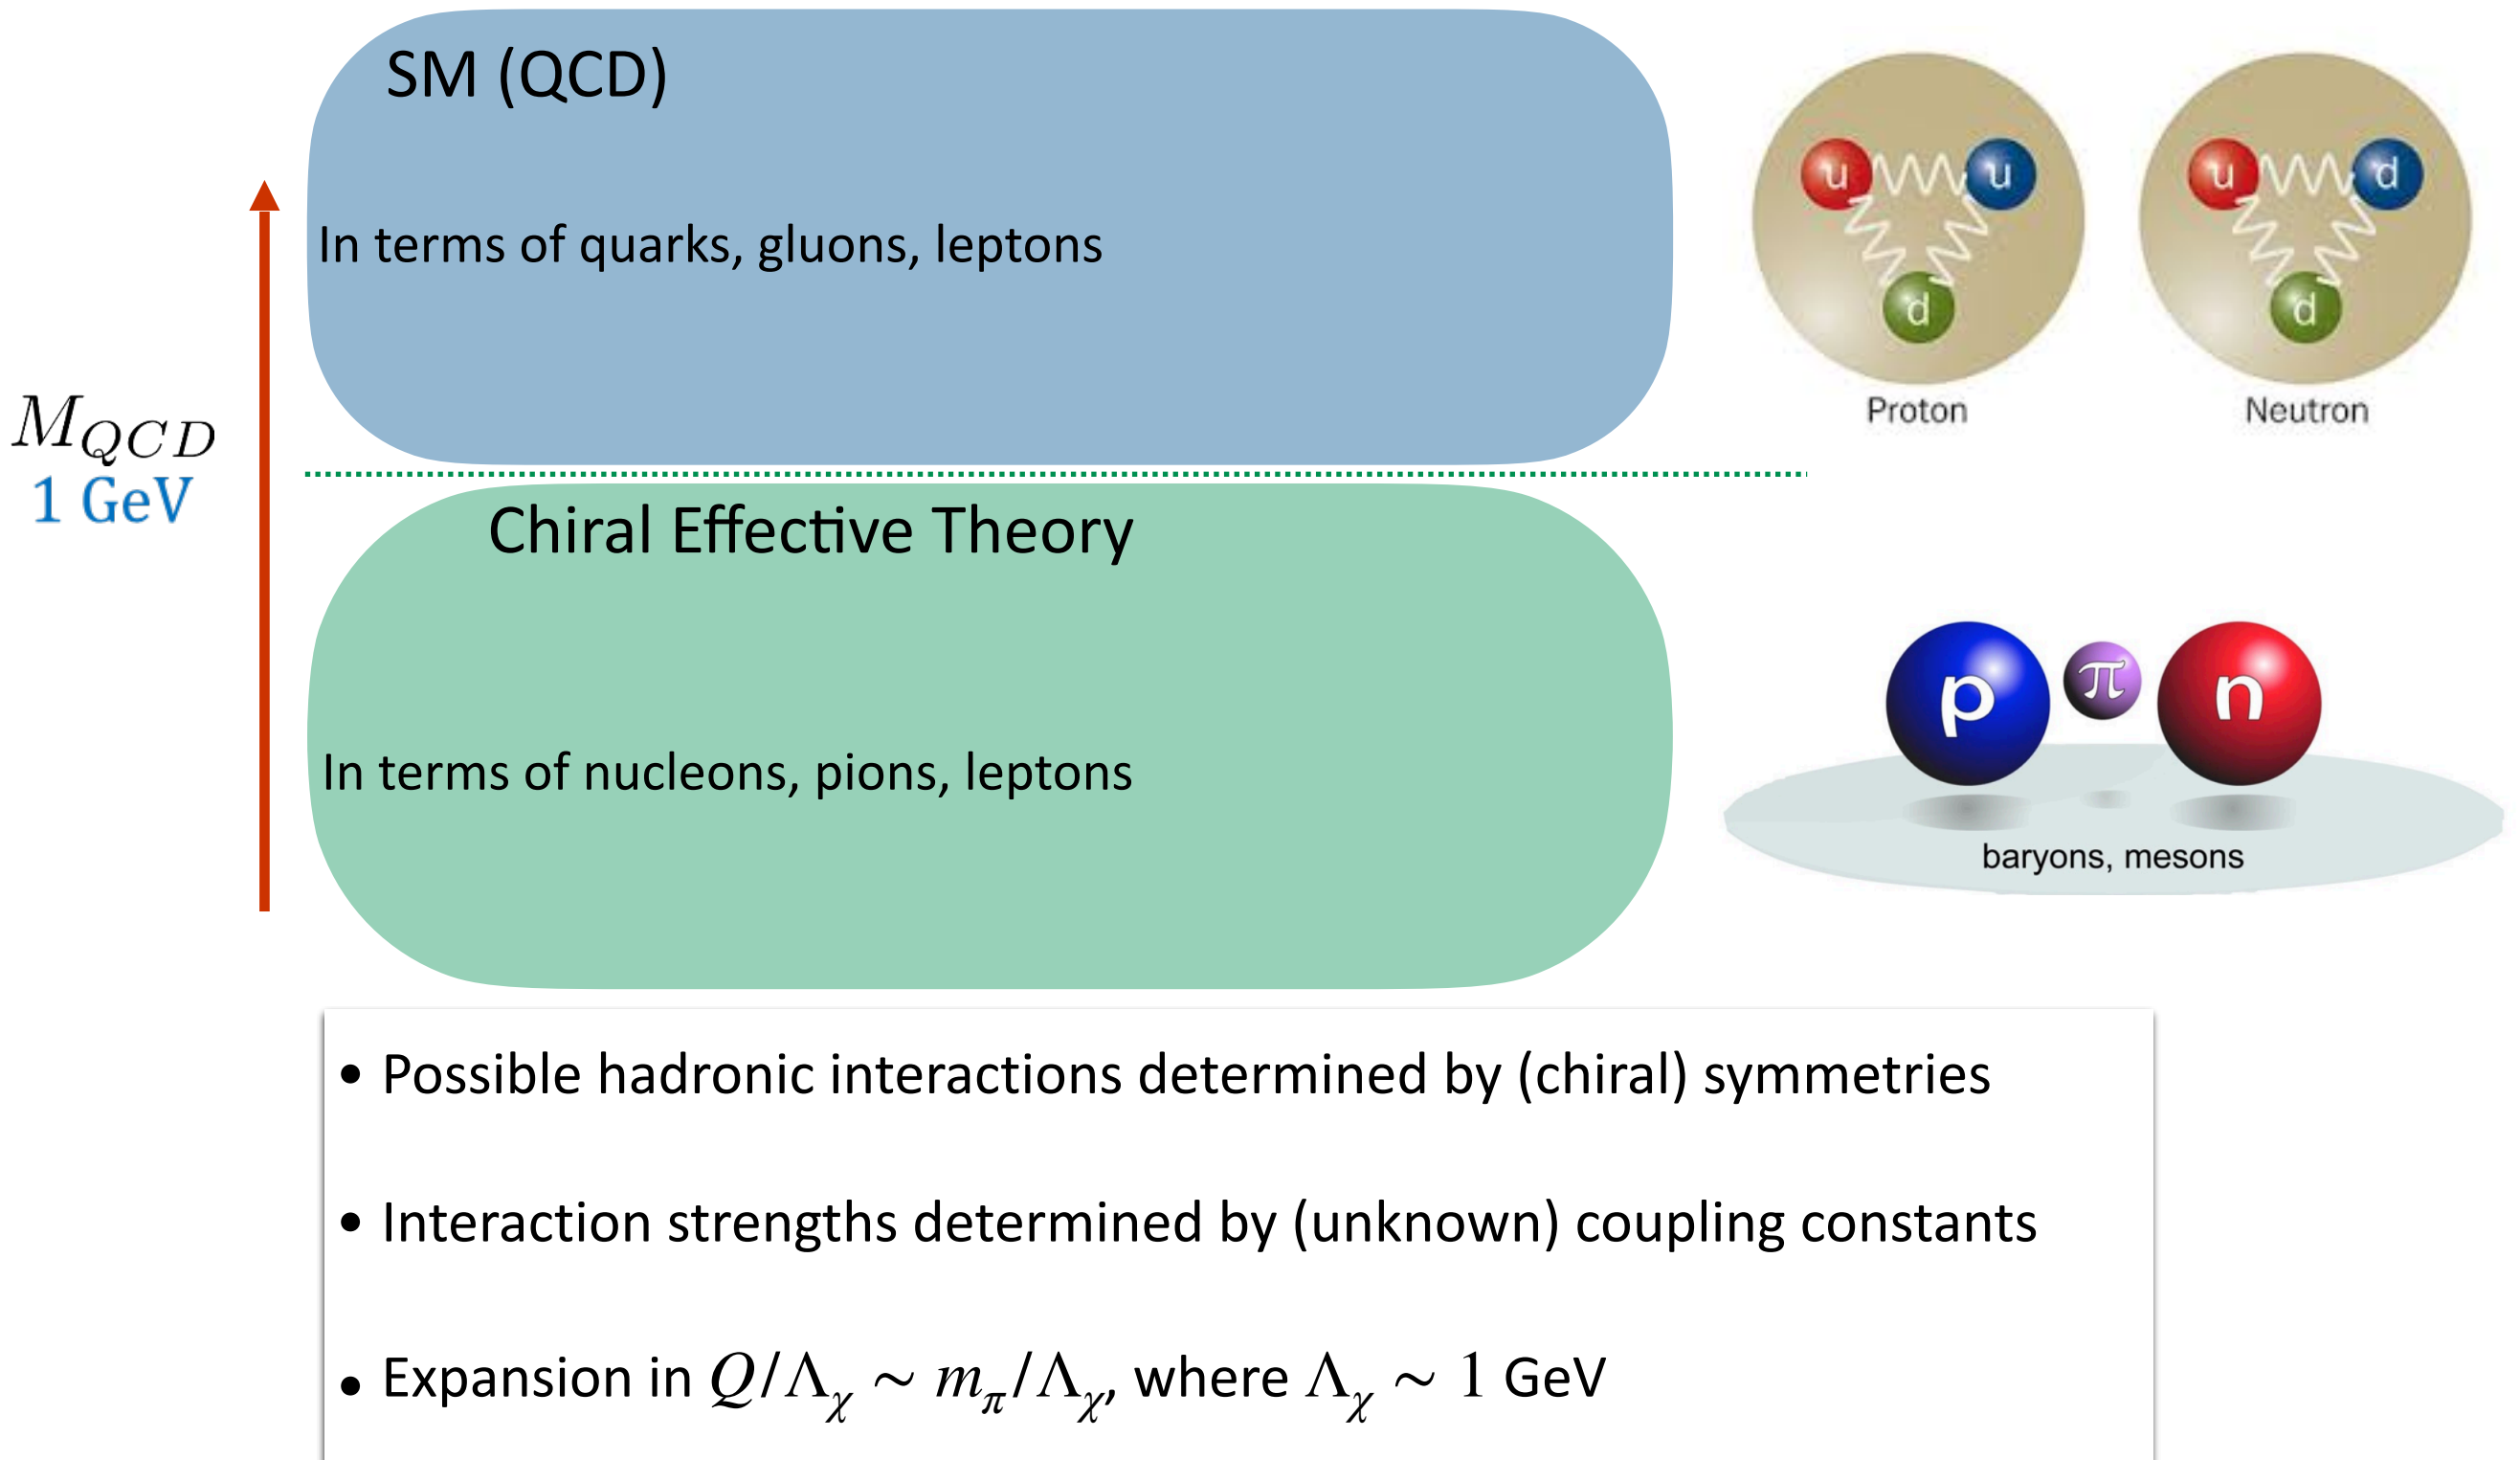 SM (QCD)
In terms of quarks, gluons, leptons
u u
d
Proton
u d
d
Neutron
M_{QCD}
1 GeV
Chiral Effective Theory
In terms of nucleons, pions, leptons
p π n
baryons, mesons
• Possible hadronic interactions determined by (chiral) symmetries
• Interaction strengths determined by (unknown) coupling constants
• Expansion in Q/Λ_χ ~ m_π/Λ_χ, where Λ_χ ~ 1 GeV